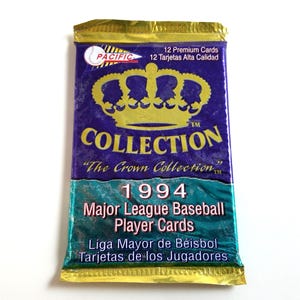 PACIFIC
12 Premium Cards
12 Tarjetas Alta Calidad
TM
COLLECTION
"The Crown Collection"TM
1994
Major League Baseball
Player Cards
Liga Mayor de Béisbol
Tarjetas de los Jugadores